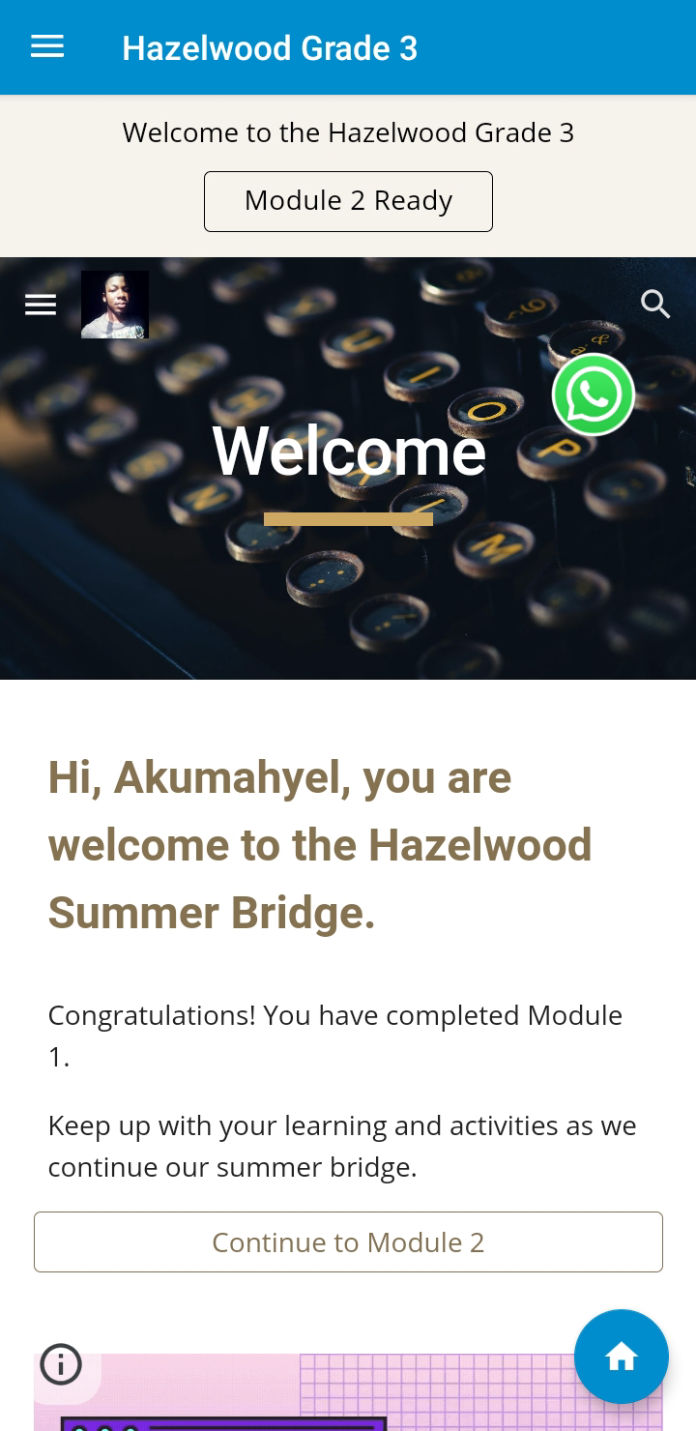 Hazelwood Grade 3
Welcome to the Hazelwood Grade 3
Module 2 Ready
Welcome
Hi, Akumahyel, you are
welcome to the Hazelwood
Summer Bridge.
Congratulations! You have completed Module
1.
Keep up with your learning and activities as we
continue our summer bridge.
Continue to Module 2